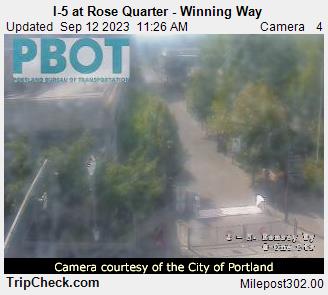 I-5 at Rose Quarter - Winning Way
Updated  Sep 12 2023  11:26 AM  Camera  4
PBOT
PORTLAND BUREAU OF TRANSPORTATION
Camera courtesy of the City of Portland
TripCheck.com  Milepost302.00